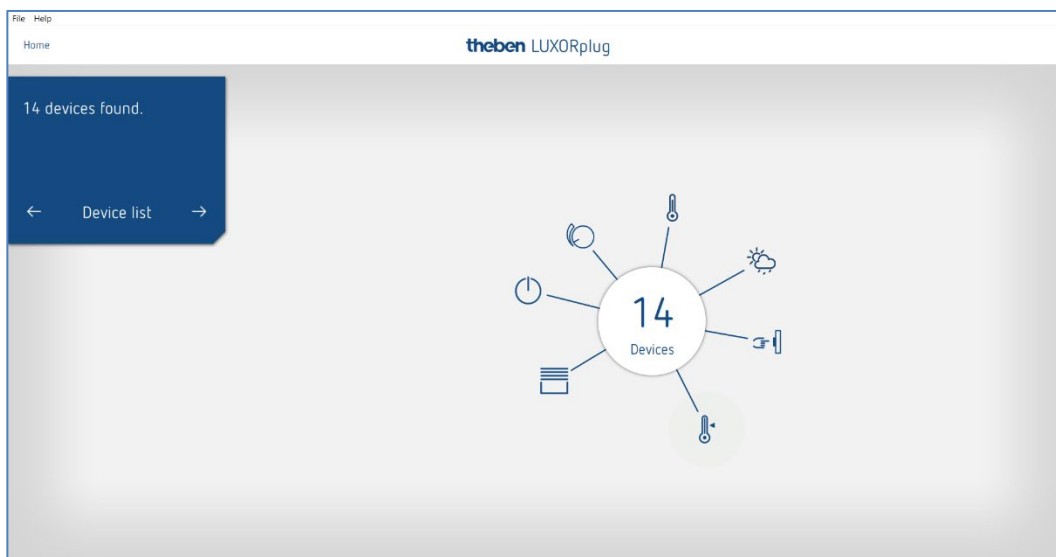 File Help
Home
theben LUXORplug
14 devices found.
← Device list →
14
Devices